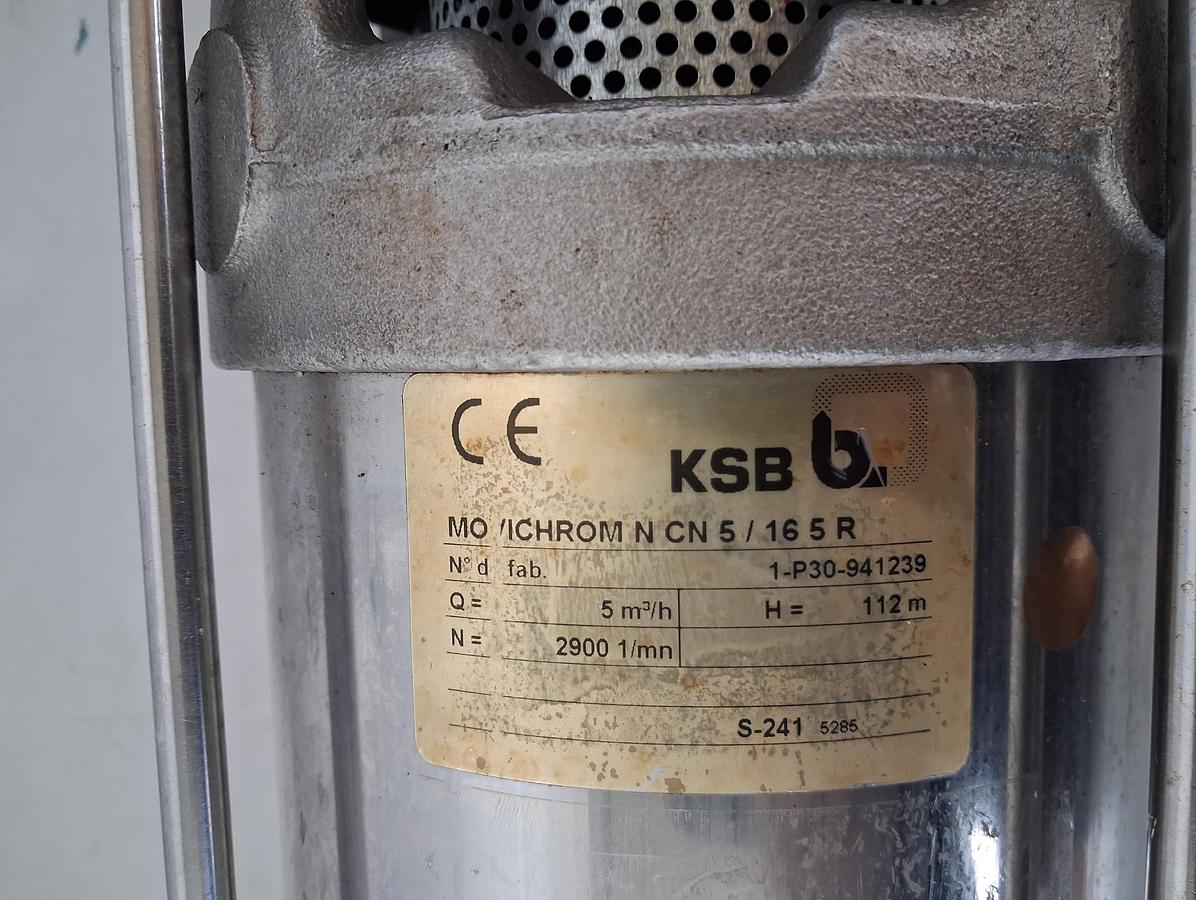 CE
KSB b.
MO VICHROM N CN 5 / 16 5 R
N° d fab. 1-P30-941239
Q = 5 m³/h H = 112 m
N = 2900 1/mn
S-241 5285